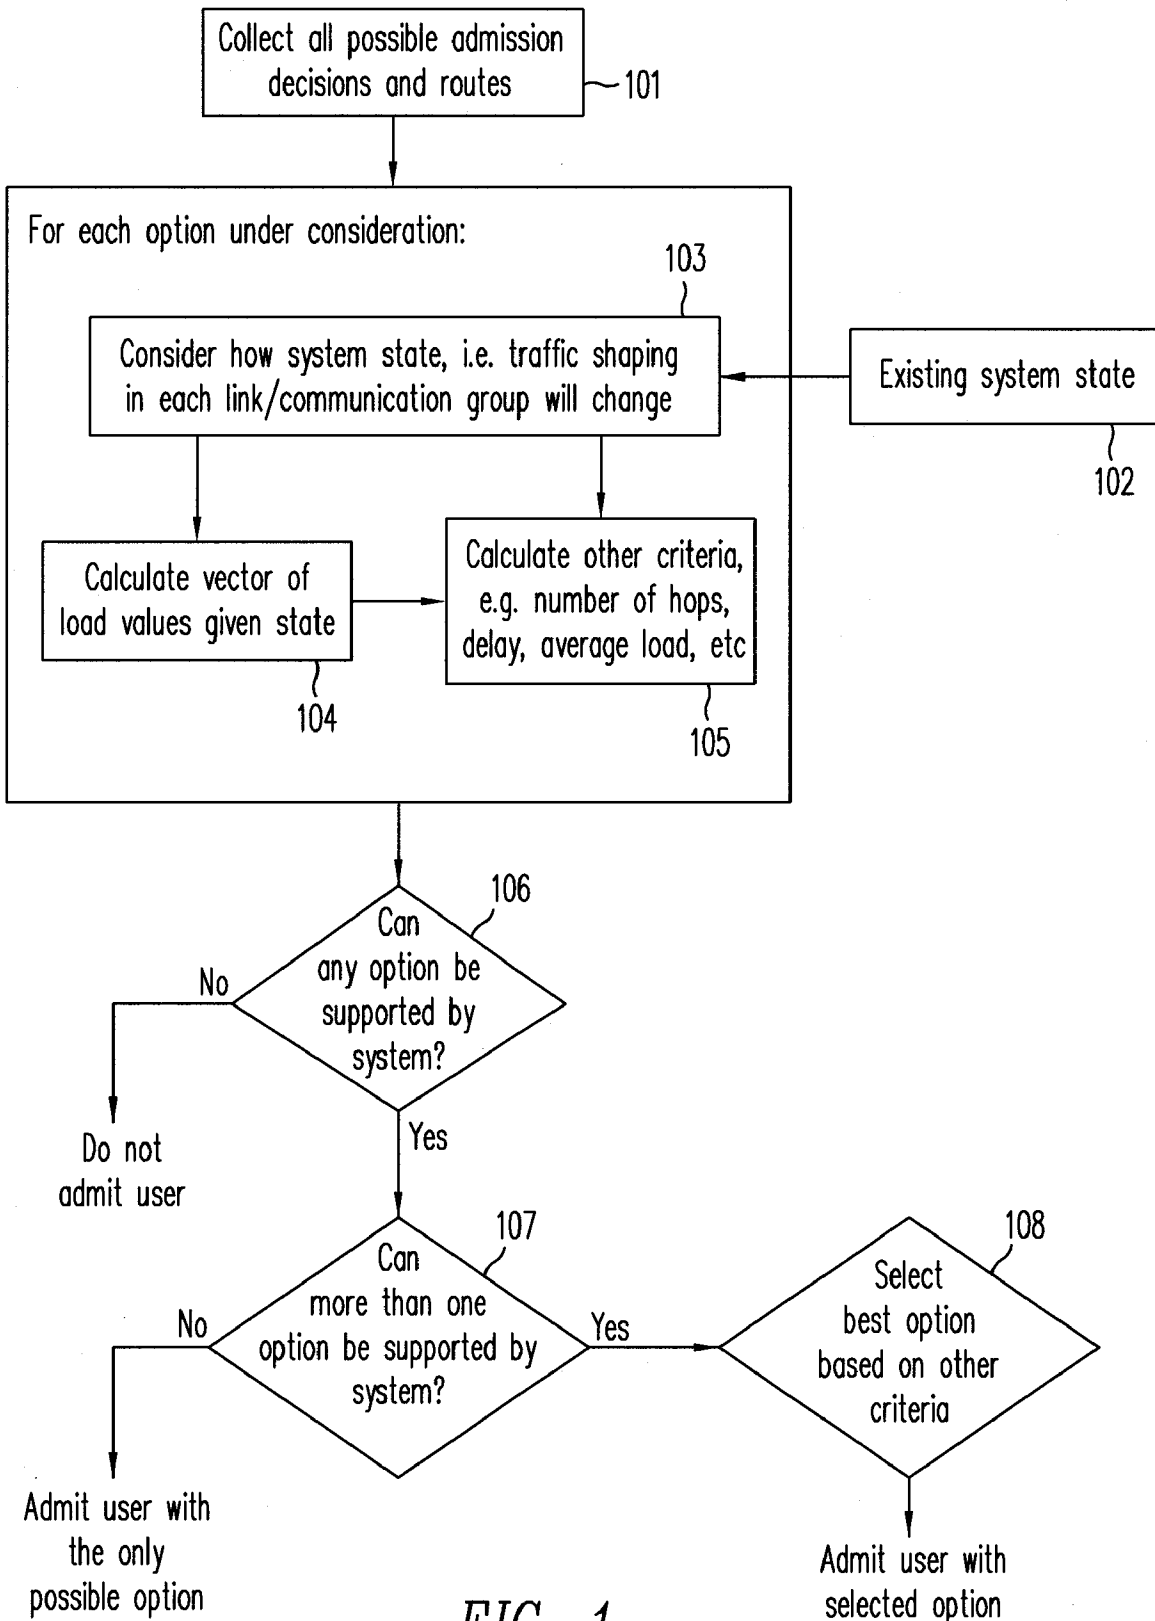 Collect all possible admission
decisions and routes
101
For each option under consideration:
103
Consider how system state, i.e. traffic shaping
in each link/communication group will change
Existing system state
102
Calculate vector of
load values given state
104
Calculate other criteria,
e.g. number of hops,
delay, average load, etc
105
106
Can
any option be
supported by
system?
No
Do not
admit user
Yes
107
Can
more than one
option be supported by
system?
No
Admit user with
the only
possible option
Yes
108
Select
best option
based on other
criteria
Admit user with
selected option
FIG. 1